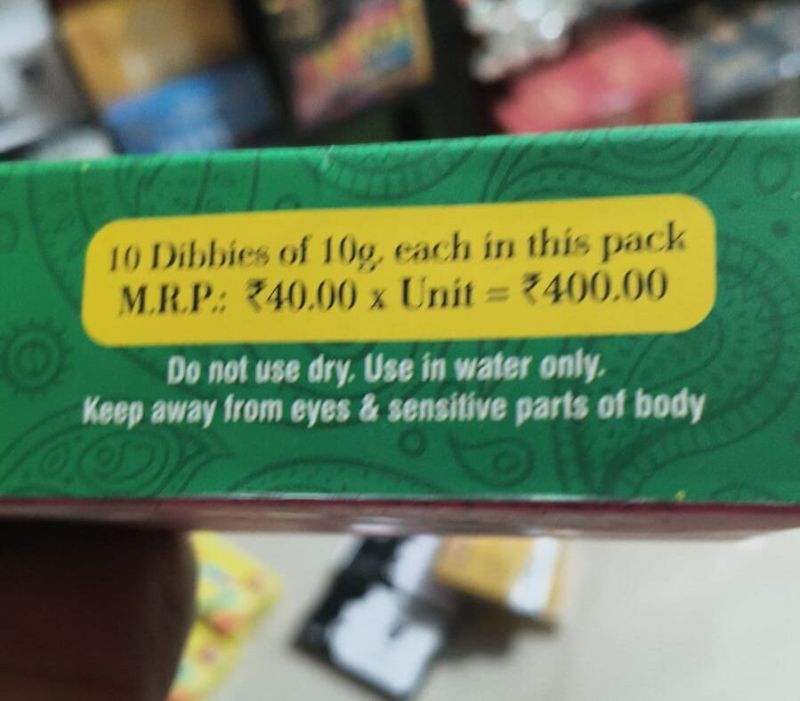 10 Dibbies of 10g. each in this pack
M.R.P.: ₹40.00 x Unit = ₹400.00
Do not use dry. Use in water only.
Keep away from eyes & sensitive parts of body